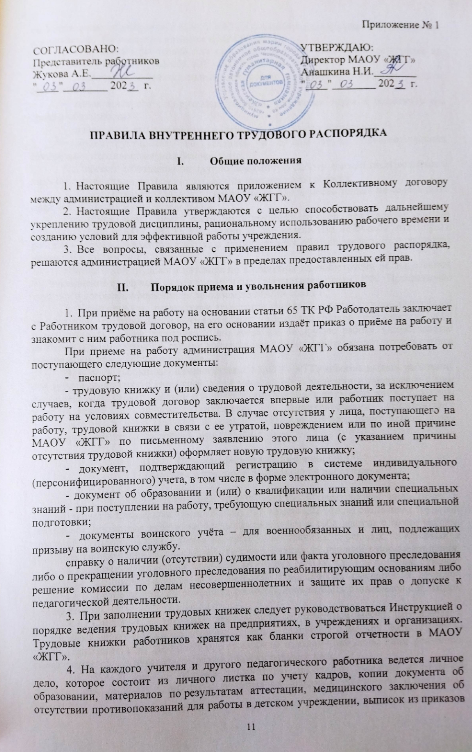 Приложение № 1
СОГЛАСОВАНО:
Представитель работников
Жукова А.Е.
"03" 03 2023 г.
УТВЕРЖДАЮ:
Директор МАОУ «ЖГГ»
Анашкина Н.И.
"03" 03 2023 г.
ДЛЯ ДОКУМЕНТОВ
ПРАВИЛА ВНУТРЕННЕГО ТРУДОВОГО РАСПОРЯДКА
I. Общие положения
1. Настоящие Правила являются приложением к Коллективному договору
между администрацией и коллективом МАОУ «ЖГГ».
2. Настоящие Правила утверждаются с целью способствовать дальнейшему
укреплению трудовой дисциплины, рациональному использованию рабочего времени и
созданию условий для эффективной работы учреждения.
3. Все вопросы, связанные с применением правил трудового распорядка,
решаются администрацией МАОУ «ЖГГ» в пределах предоставленных ей прав.
II. Порядок приема и увольнения работников
1. При приёме на работу на основании статьи 65 ТК РФ Работодатель заключает
с Работником трудовой договор, на его основании издаёт приказ о приёме на работу и
знакомит с ним работника под роспись.
При приеме на работу администрация МАОУ «ЖГГ» обязана потребовать от
поступающего следующие документы:
- паспорт;
- трудовую книжку и (или) сведения о трудовой деятельности, за исключением
случаев, когда трудовой договор заключается впервые или работник поступает на
работу на условиях совместительства. В случае отсутствия у лица, поступающего на
работу, трудовой книжки в связи с ее утратой, повреждением или по иной причине
МАОУ «ЖГГ» по письменному заявлению этого лица (с указанием причины
отсутствия трудовой книжки) оформляет новую трудовую книжку;
- документ, подтверждающий регистрацию в системе индивидуального
(персонифицированного) учета, в том числе в форме электронного документа;
- документ об образовании и (или) о квалификации или наличии специальных
знаний - при поступлении на работу, требующую специальных знаний или специальной
подготовки;
- документы воинского учёта – для военнообязанных и лиц, подлежащих
призыву на воинскую службу.
справку о наличии (отсутствии) судимости или факта уголовного преследования
либо о прекращении уголовного преследования по реабилитирующим основаниям либо
решение комиссии по делам несовершеннолетних и защите их прав о допуске к
педагогической деятельности.
3. При заполнении трудовых книжек следует руководствоваться Инструкцией о
порядке ведения трудовых книжек на предприятиях, в учреждениях и организациях.
Трудовые книжки работников хранятся как бланки строгой отчетности в МАОУ
«ЖГГ».
4. На каждого учителя и другого педагогического работника ведется личное
дело, которое состоит из личного листка по учету кадров, копии документа об
образовании, материалов по результатам аттестации, медицинского заключения об
отсутствии противопоказаний для работы в детском учреждении, выписок из приказов
11